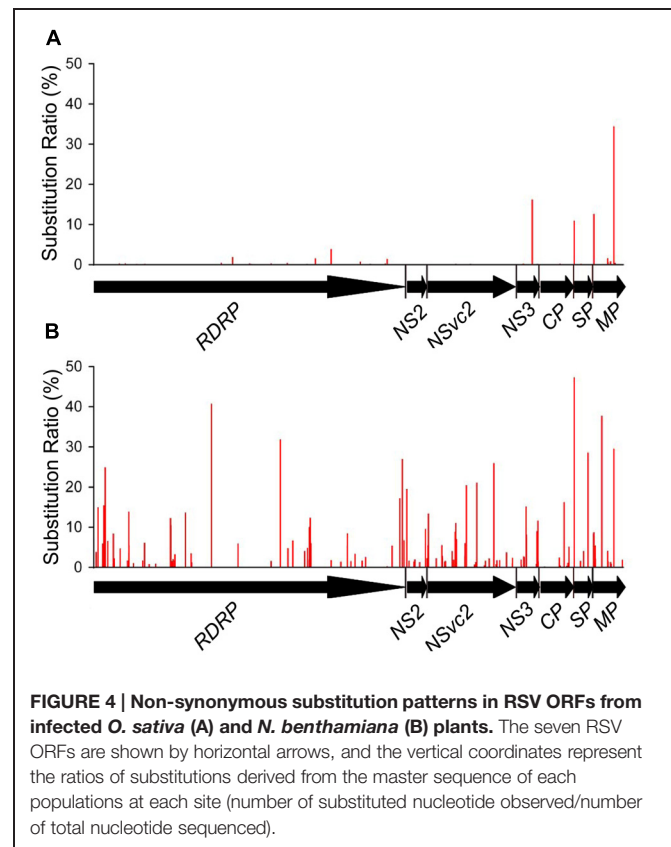 A
Substitution Ratio (%)
50
40
30
20
10
0
RDRP
NS2
NSvc2
NS3
CP
SP
MP
B
Substitution Ratio (%)
50
40
30
20
10
0
RDRP
NS2
NSvc2
NS3
CP
SP
MP
FIGURE 4 | Non-synonymous substitution patterns in RSV ORFs from
infected O. sativa (A) and N. benthamiana (B) plants. The seven RSV
ORFs are shown by horizontal arrows, and the vertical coordinates represent
the ratios of substitutions derived from the master sequence of each
populations at each site (number of substituted nucleotide observed/number
of total nucleotide sequenced).